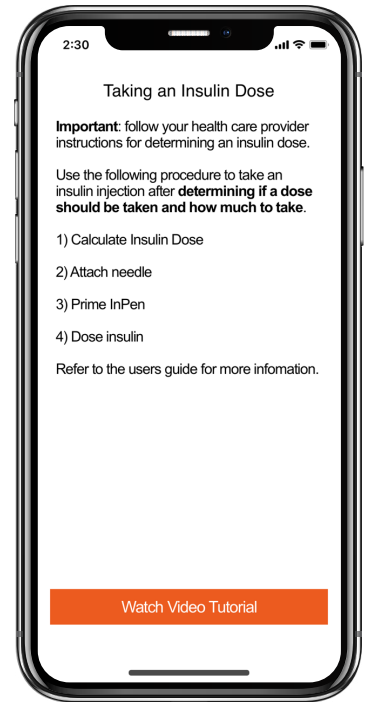 2:30
Taking an Insulin Dose
Important: follow your health care provider
instructions for determining an insulin dose.
Use the following procedure to take an
insulin injection after determining if a dose
should be taken and how much to take.
1) Calculate Insulin Dose
2) Attach needle
3) Prime InPen
4) Dose insulin
Refer to the users guide for more infomation.
Watch Video Tutorial